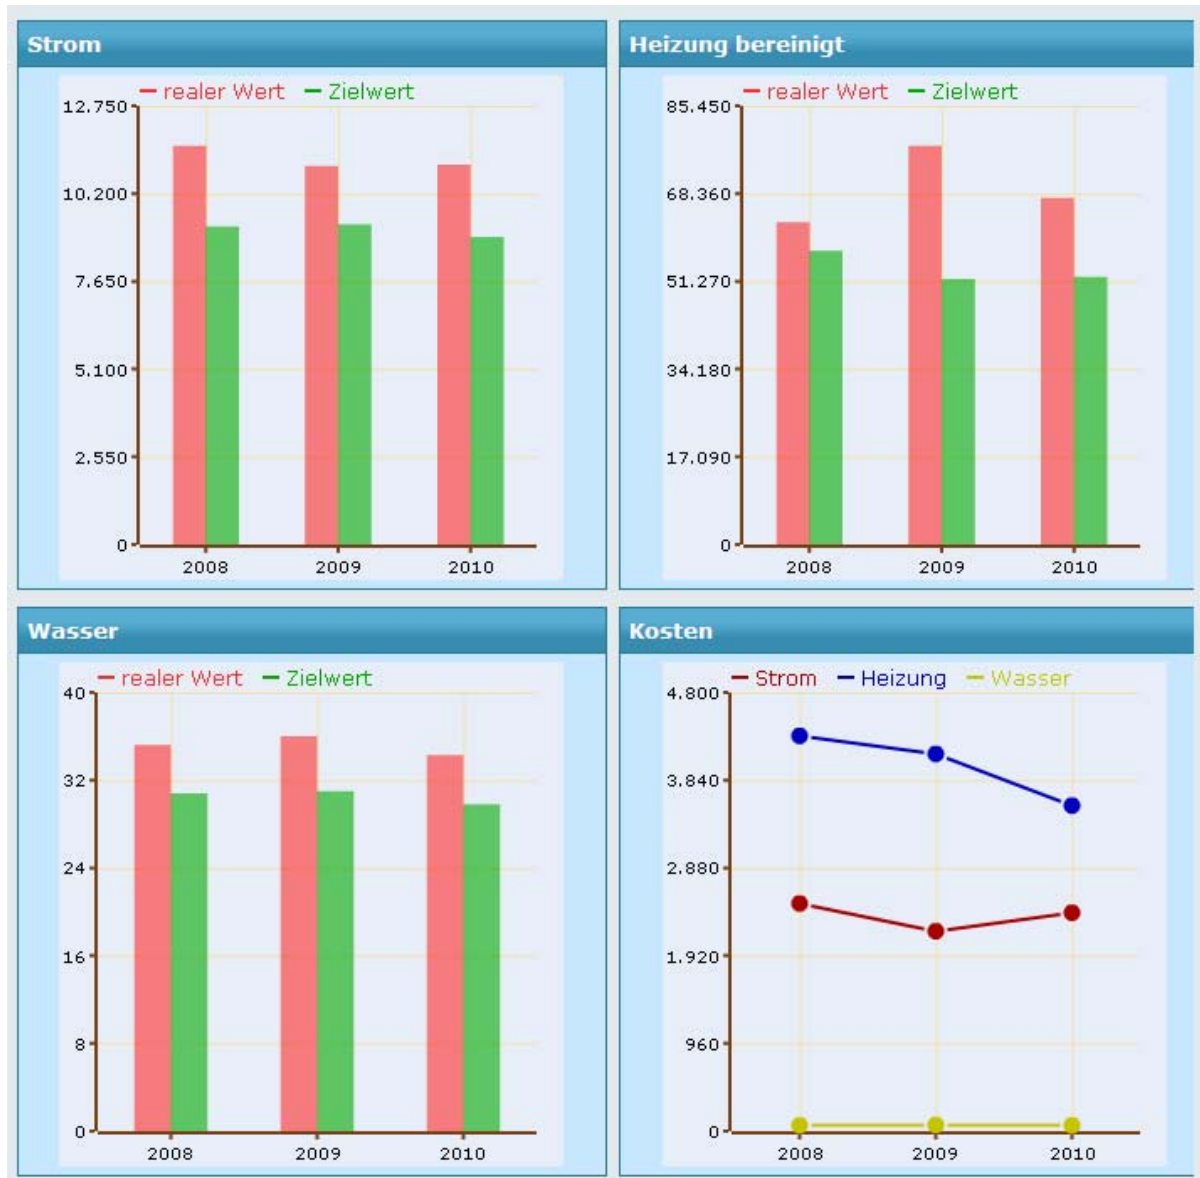 Strom
realer Wert Zielwert
12.750
10.200
7.650
5.100
2.550
0
2008 2009 2010
Heizung bereinigt
realer Wert Zielwert
85.450
68.360
51.270
34.180
17.090
0
2008 2009 2010
Wasser
realer Wert Zielwert
40
32
24
16
8
0
2008 2009 2010
Kosten
Strom Heizung Wasser
4.800
3.840
2.880
1.920
960
0
2008 2009 2010